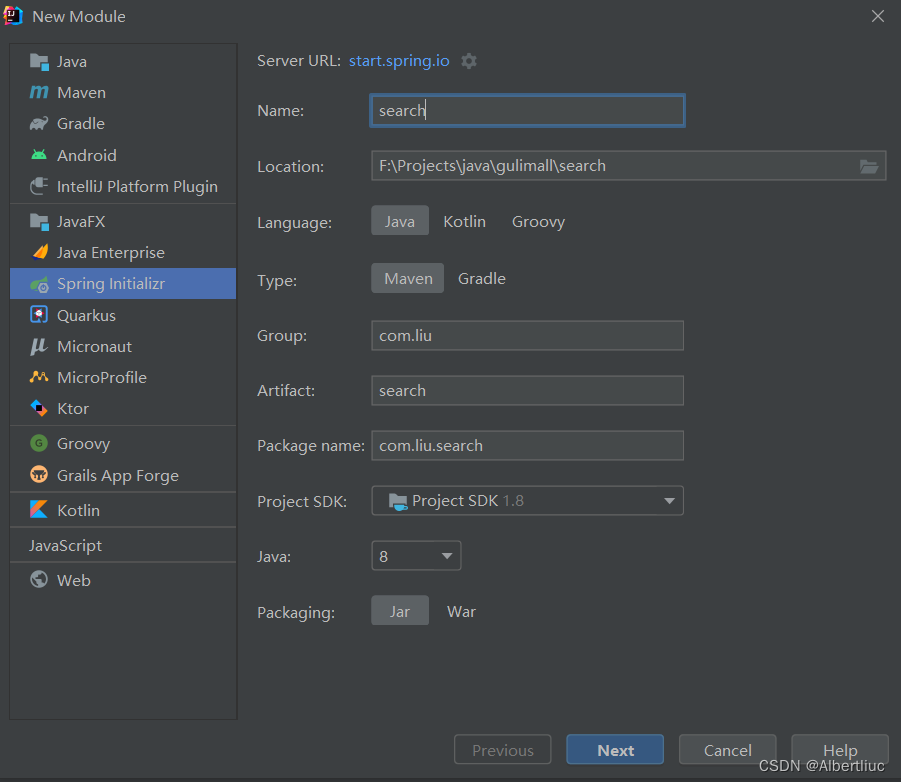 New Module
Java
Maven
Gradle
Android
IntelliJ Platform Plugin
JavaFX
Java Enterprise
Spring Initializr
Quarkus
Micronaut
MicroProfile
Ktor
Groovy
Grails App Forge
Kotlin
JavaScript
Web
Server URL: start.spring.io
Name: search
Location: F:\Projects\java\gulimall\search
Language: Java Kotlin Groovy
Type: Maven Gradle
Group: com.liu
Artifact: search
Package name: com.liu.search
Project SDK: Project SDK 1.8
Java: 8
Packaging: Jar War
Previous Next Cancel Help
CSDN @Albertliuc